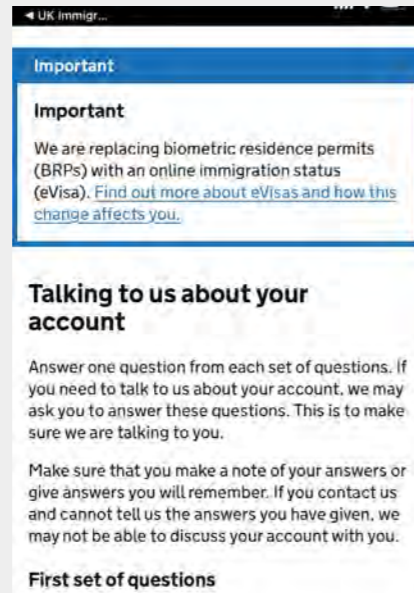 ◄ UK Immigr...
Important
Important
We are replacing biometric residence permits
(BRPs) with an online immigration status
(eVisa). Find out more about eVisas and how this
change affects you.
Talking to us about your
account
Answer one question from each set of questions. If
you need to talk to us about your account, we may
ask you to answer these questions. This is to make
sure we are talking to you.
Make sure that you make a note of your answers or
give answers you will remember. If you contact us
and cannot tell us the answers you have given, we
may not be able to discuss your account with you.
First set of questions